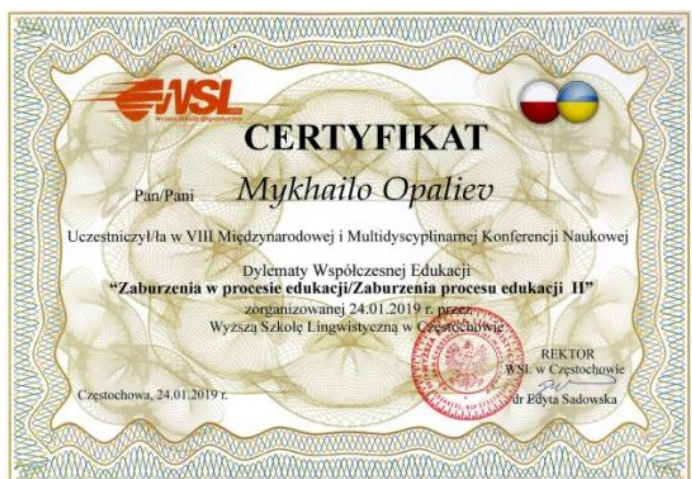 WSL
CERTYFIKAT
Pan/Pani Mykhailo Opaliev
Uczestniczył/ła w VIII Międzynarodowej i Multidyscyplinarnej Konferencji Naukowej
Dylematy Współczesnej Edukacji
“Zaburzenia w procesie edukacji/Zaburzenia procesu edukacji II”
zorganizowanej 24.01.2019 r. przez
Wyższą Szkołę Lingwistyczną w Częstochowie
REKTOR
WSL w Częstochowie
Częstochowa, 24.01.2019 r.
dr Edyta Sadowska